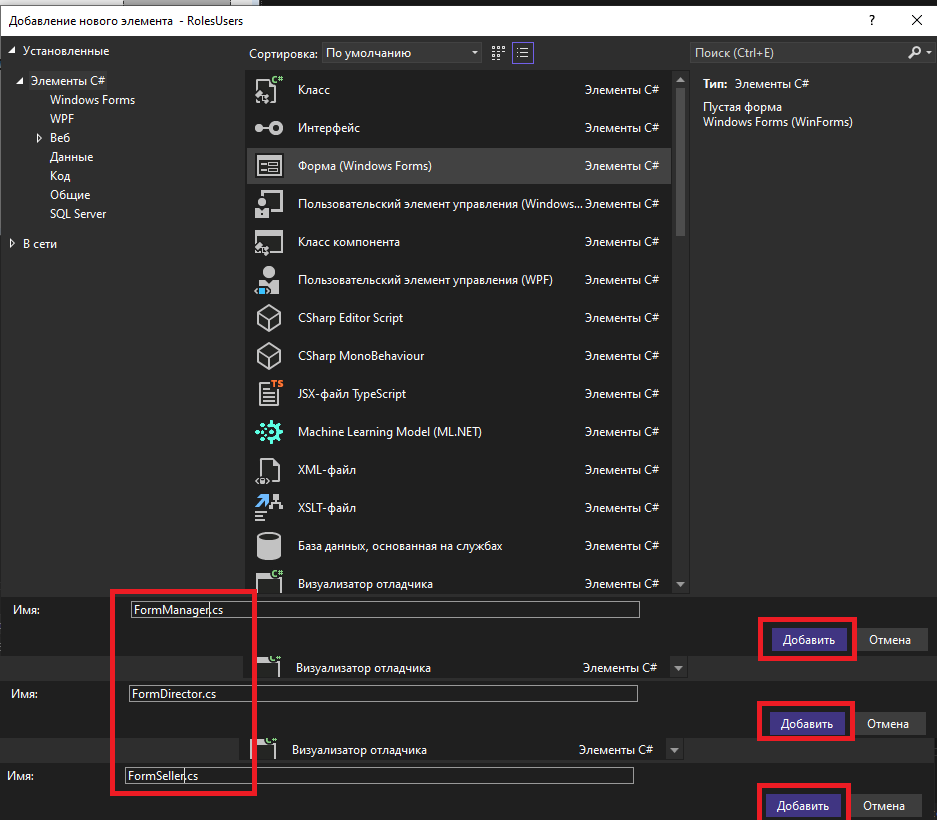 Добавление нового элемента - RolesUsers
? ×
Установленные
Сортировка: По умолчанию
Поиск (Ctrl+E)
Элементы C#
Windows Forms
WPF
Веб
Данные
Код
Общие
SQL Server
В сети
C# Класс Элементы C#
Интерфейс Элементы C#
Форма (Windows Forms) Элементы C#
Пользовательский элемент управления (Windows... Элементы C#
Класс компонента Элементы C#
Пользовательский элемент управления (WPF) Элементы C#
CSharp Editor Script Элементы C#
CSharp MonoBehaviour Элементы C#
TS JSX-файл TypeScript Элементы C#
Machine Learning Model (ML.NET) Элементы C#
XML-файл Элементы C#
XSLT-файл Элементы C#
База данных, основанная на службах Элементы C#
C# Визуализатор отладчика Элементы C#
Тип: Элементы C#
Пустая форма
Windows Forms (WinForms)
Имя: FormManager.cs
Добавить Отмена
Визуализатор отладчика Элементы C#
Имя: FormDirector.cs
Добавить Отмена
Визуализатор отладчика Элементы C#
Имя: FormSeller.cs
Добавить Отмена